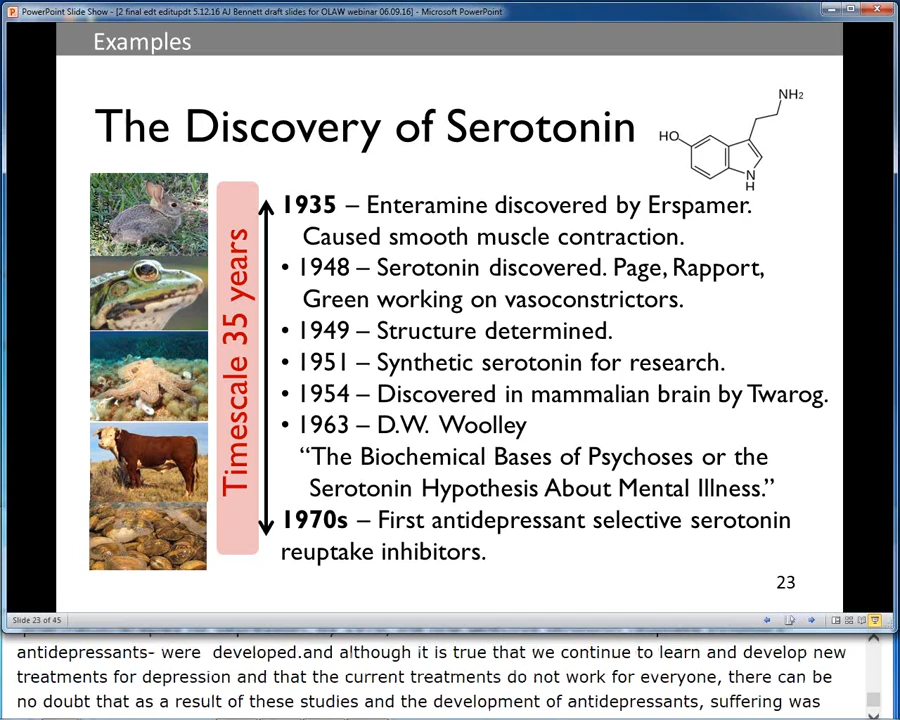 PowerPoint Slide Show - [2 final edt editupdt 5.12.16 AJ Bennett draft slides for OLAW webinar 06.09.16] - Microsoft PowerPoint
Examples
The Discovery of Serotonin
NH2
HO
N
H
Timescale 35 years
1935 – Enteramine discovered by Erspamer.
Caused smooth muscle contraction.
• 1948 – Serotonin discovered. Page, Rapport,
Green working on vasoconstrictors.
• 1949 – Structure determined.
• 1951 – Synthetic serotonin for research.
• 1954 – Discovered in mammalian brain by Twarog.
• 1963 – D.W. Woolley
“The Biochemical Bases of Psychoses or the
Serotonin Hypothesis About Mental Illness.”
1970s – First antidepressant selective serotonin
reuptake inhibitors.
23
Slide 23 of 45
antidepressants- were developed.and although it is true that we continue to learn and develop new
treatments for depression and that the current treatments do not work for everyone, there can be
no doubt that as a result of these studies and the development of antidepressants, suffering was